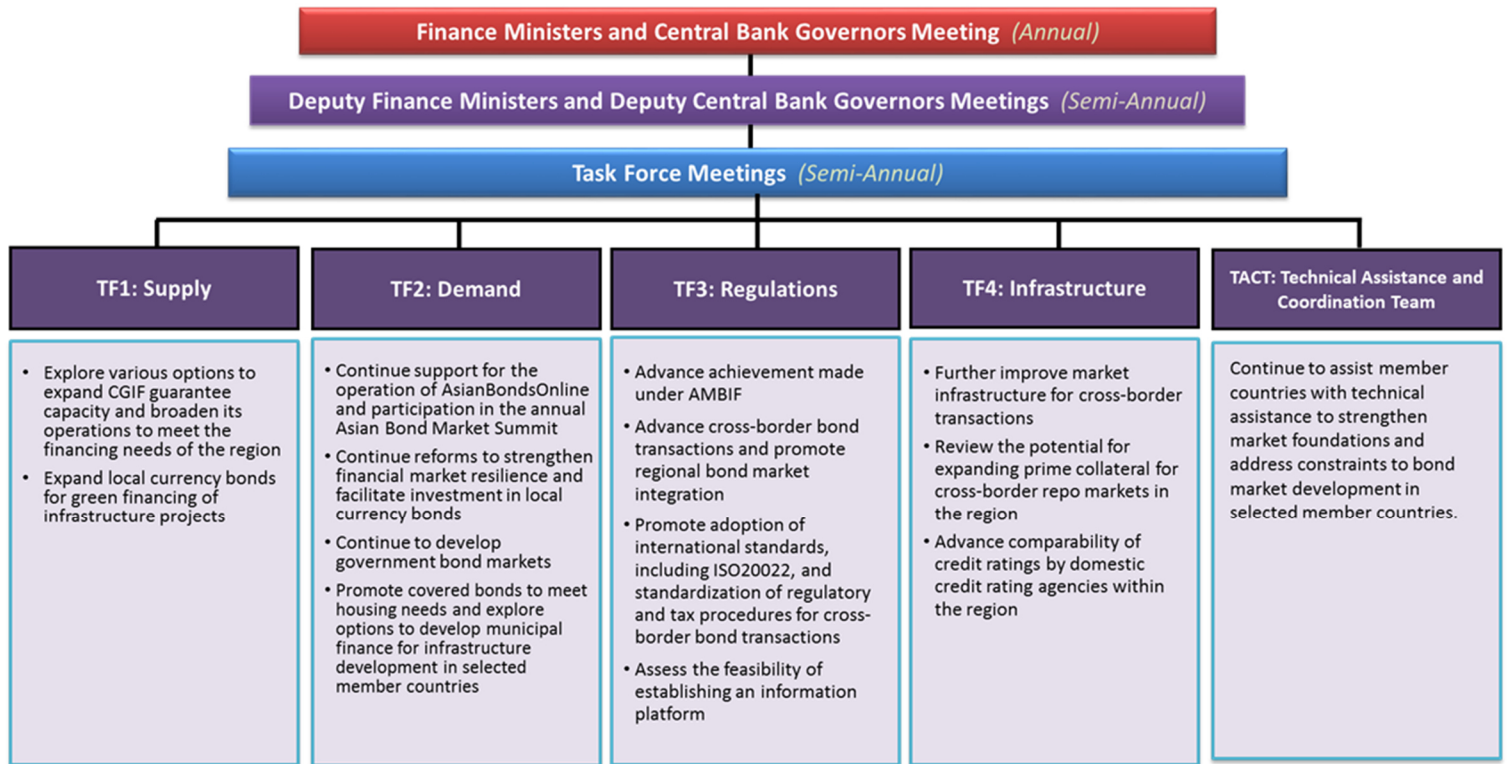 Finance Ministers and Central Bank Governors Meeting (Annual)
Deputy Finance Ministers and Deputy Central Bank Governors Meetings (Semi-Annual)
Task Force Meetings (Semi-Annual)
TF1: Supply
• Explore various options to
expand CGIF guarantee
capacity and broaden its
operations to meet the
financing needs of the region
• Expand local currency bonds
for green financing of
infrastructure projects
TF2: Demand
• Continue support for the
operation of AsianBondsOnline
and participation in the annual
Asian Bond Market Summit
• Continue reforms to strengthen
financial market resilience and
facilitate investment in local
currency bonds
• Continue to develop
government bond markets
• Promote covered bonds to meet
housing needs and explore
options to develop municipal
finance for infrastructure
development in selected
member countries
TF3: Regulations
• Advance achievement made
under AMBIF
• Advance cross-border bond
transactions and promote
regional bond market
integration
• Promote adoption of
international standards,
including ISO20022, and
standardization of regulatory
and tax procedures for cross-
border bond transactions
• Assess the feasibility of
establishing an information
platform
TF4: Infrastructure
• Further improve market
infrastructure for cross-border
transactions
• Review the potential for
expanding prime collateral for
cross-border repo markets in
the region
• Advance comparability of
credit ratings by domestic
credit rating agencies within
the region
TACT: Technical Assistance and
Coordination Team
Continue to assist member
countries with technical
assistance to strengthen
market foundations and
address constraints to bond
market development in
selected member countries.